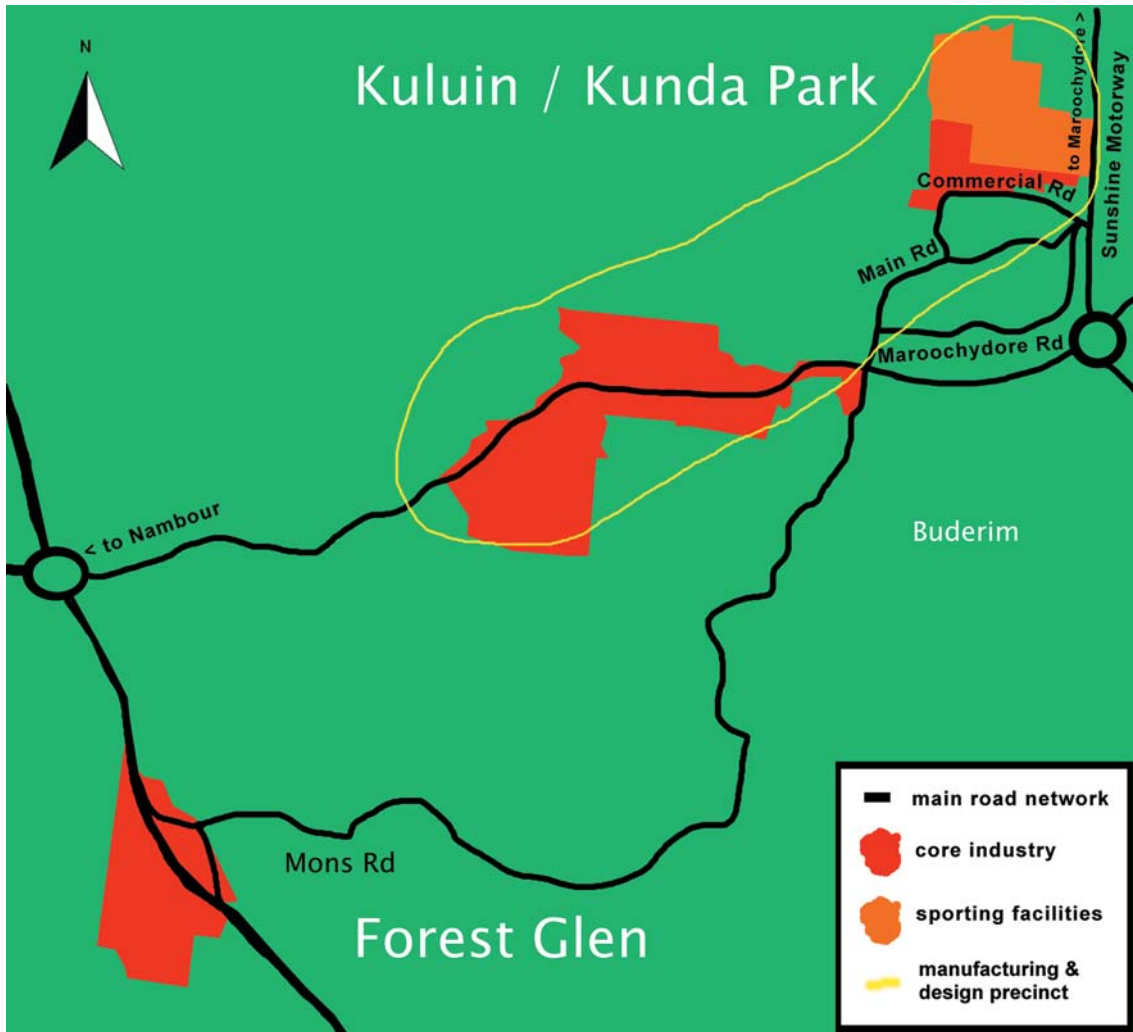 N
Kuluin / Kunda Park
to Maroochydore >
Sunshine Motorway
Commercial Rd
Main Rd
Maroochydore Rd
< to Nambour
Buderim
Mons Rd
Forest Glen
main road network
core industry
sporting facilities
manufacturing &
design precinct